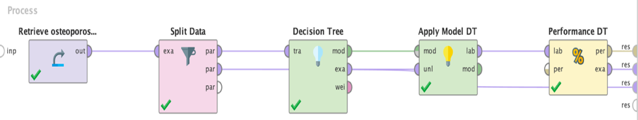 Process
Retrieve osteoporos...
Split Data
Decision Tree
Apply Model DT
Performance DT
inp
out
exa
par
par
par
tra
mod
exa
wei
mod
lab
unl
mod
lab
per
per
exa
res
res
res
res